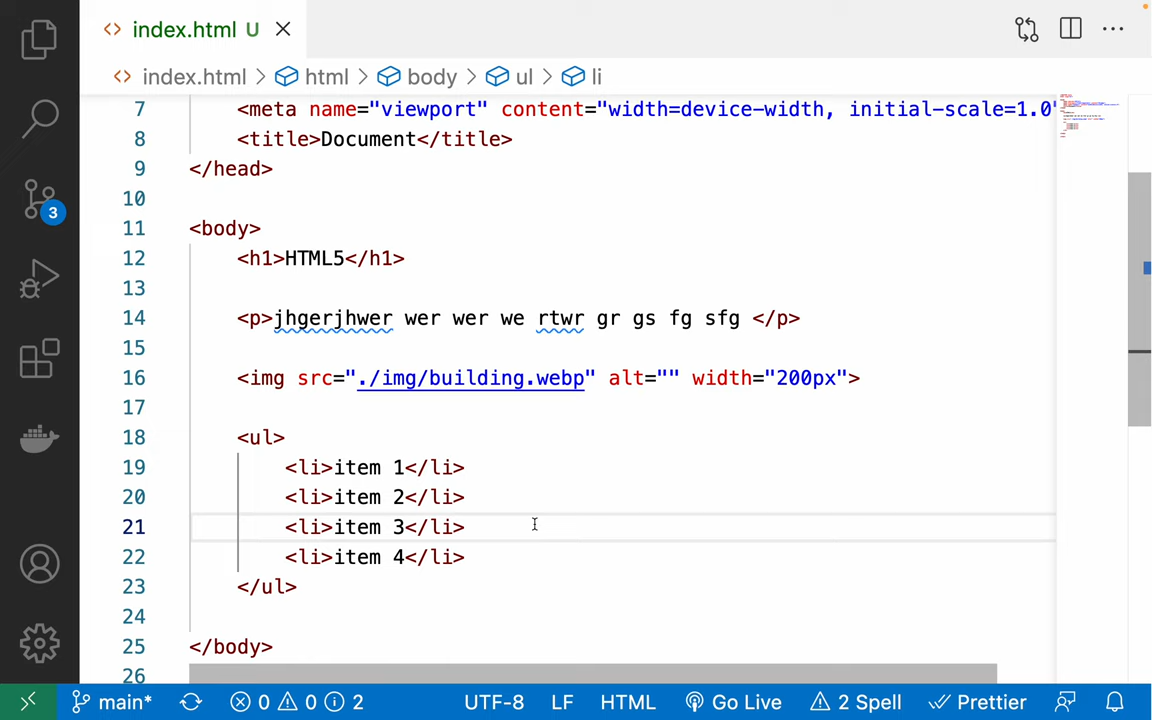 index.html U
index.html > html > body > ul > li
7 <meta name="viewport" content="width=device-width, initial-scale=1.0"
8 <title>Document</title>
9 </head>
10
11 <body>
12 <h1>HTML5</h1>
13
14 <p>jhgerjhwer wer wer we rtwr gr gs fg sfg </p>
15
16 <img src="./img/building.webp" alt="" width="200px">
17
18 <ul>
19 <li>item 1</li>
20 <li>item 2</li>
21 <li>item 3</li>
22 <li>item 4</li>
23 </ul>
24
25 </body>
26
3
main* 0 0 2 UTF-8 LF HTML Go Live 2 Spell Prettier